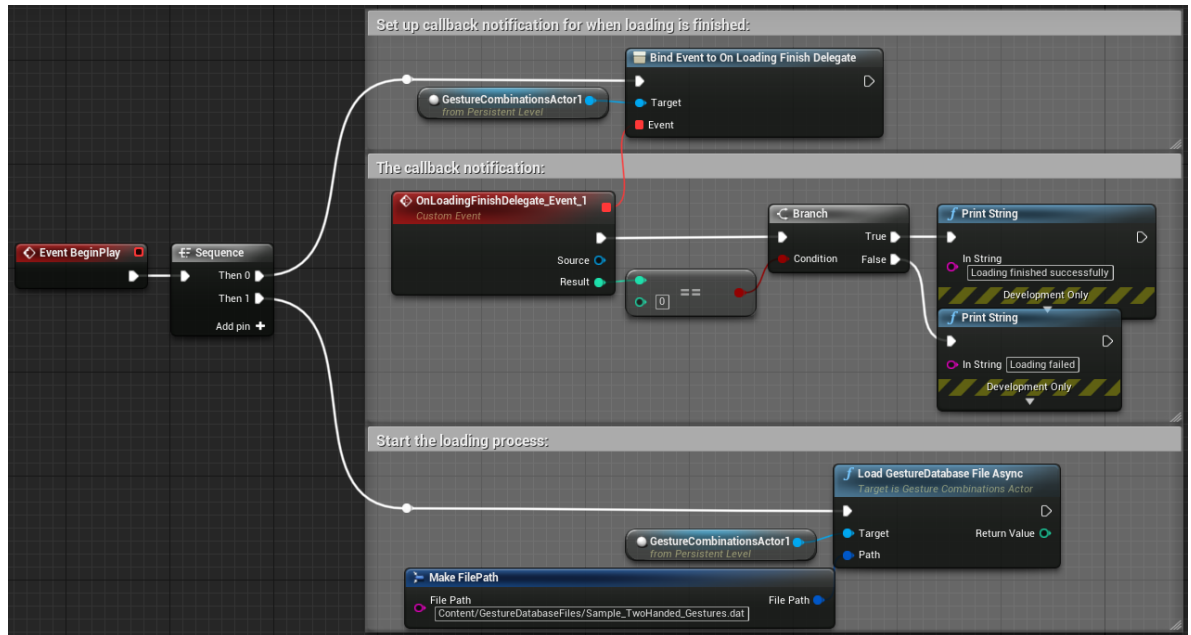 Set up callback notification for when loading is finished:
Bind Event to On Loading Finish Delegate
GestureCombinationsActor1
from Persistent Level
Target
Event
The callback notification:
OnLoadingFinishDelegate_Event_1
Custom Event
Source
Result
0
==
Branch
True
Condition
False
Print String
In String
Loading finished successfully
Development Only
Print String
In String Loading failed
Development Only
Event BeginPlay
Sequence
Then 0
Then 1
Add pin +
Start the loading process:
Load GestureDatabase File Async
Target is Gesture Combinations Actor
Target
Return Value
Path
GestureCombinationsActor1
from Persistent Level
Make FilePath
File Path
File Path
Content/GestureDatabaseFiles/Sample_TwoHanded_Gestures.dat